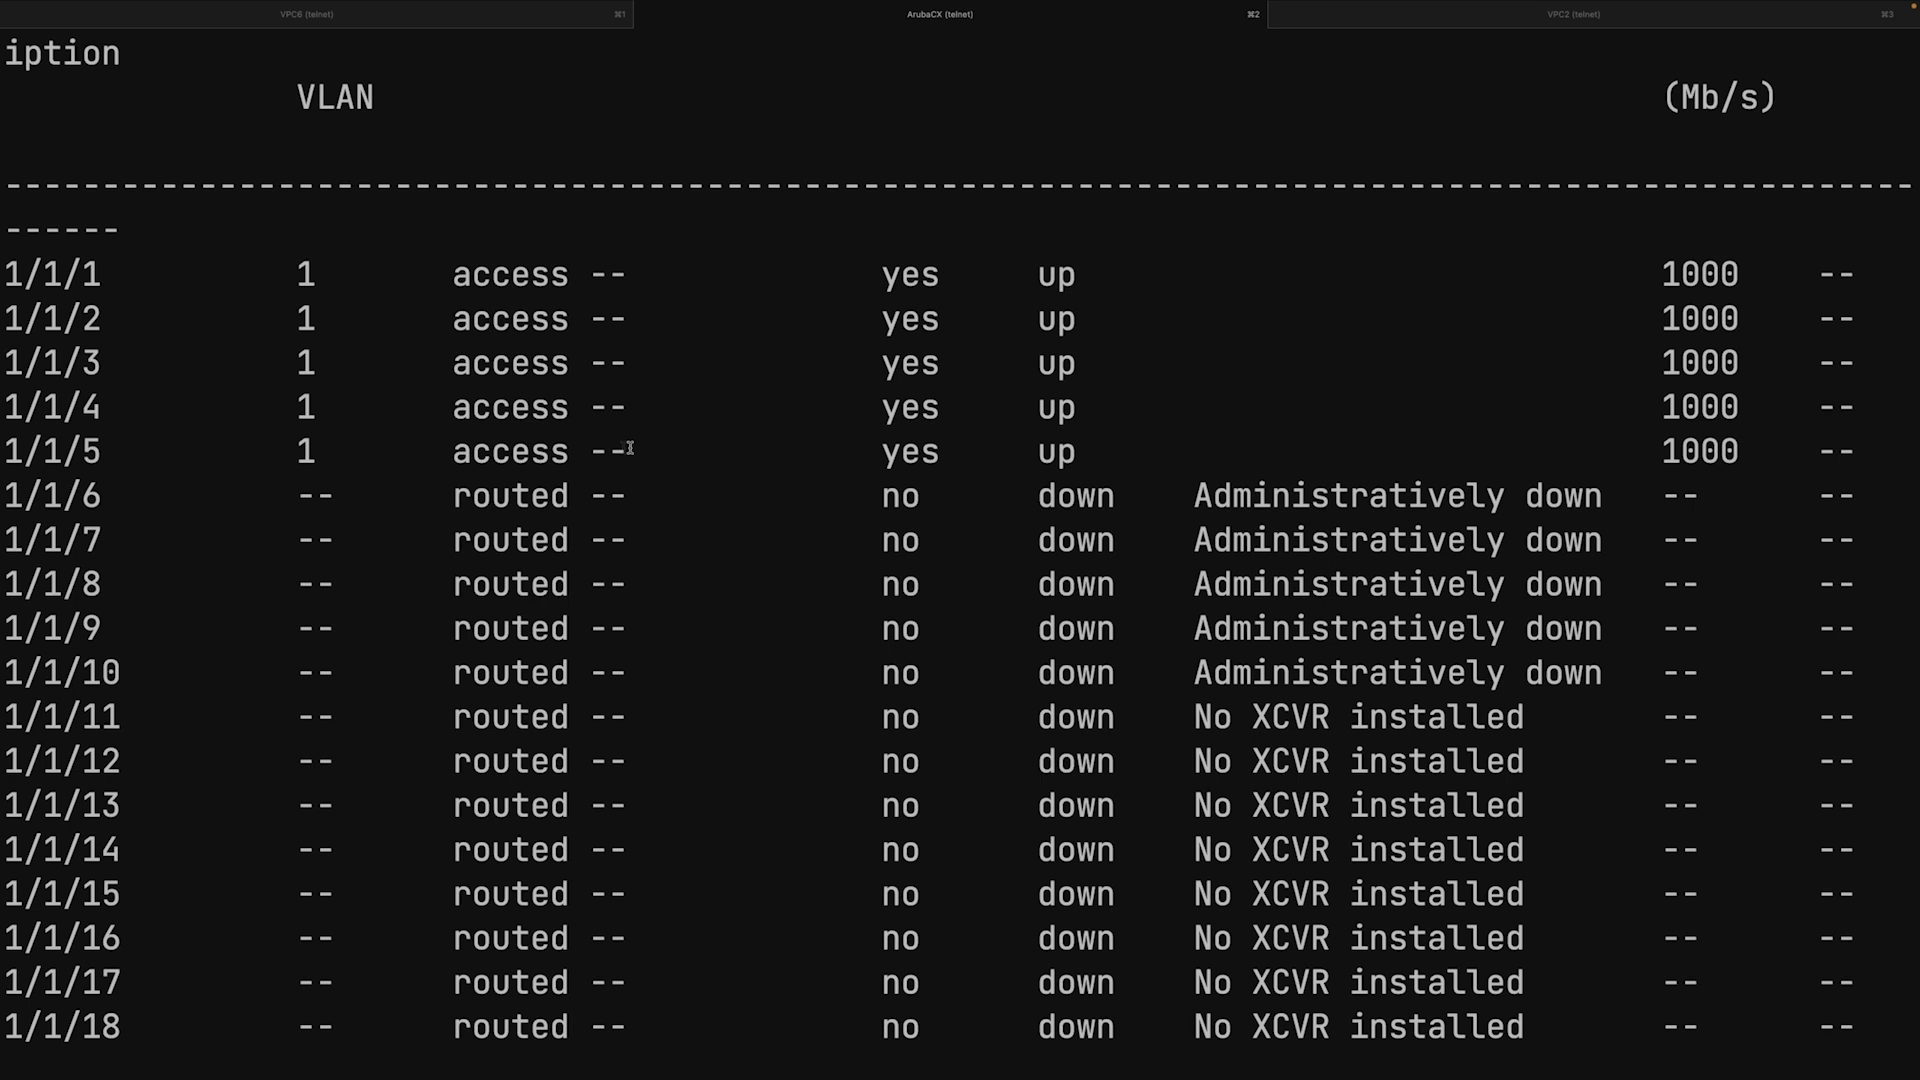 VPC6 (telnet) ⌘1 ArubaCX (telnet) ⌘2 VPC2 (telnet) ⌘3
iption
VLAN (Mb/s)
---------------------------------------------------------------------------------------------------
------
1/1/1 1 access -- yes up 1000 --
1/1/2 1 access -- yes up 1000 --
1/1/3 1 access -- yes up 1000 --
1/1/4 1 access -- yes up 1000 --
1/1/5 1 access -- yes up 1000 --
1/1/6 -- routed -- no down Administratively down -- --
1/1/7 -- routed -- no down Administratively down -- --
1/1/8 -- routed -- no down Administratively down -- --
1/1/9 -- routed -- no down Administratively down -- --
1/1/10 -- routed -- no down Administratively down -- --
1/1/11 -- routed -- no down No XCVR installed -- --
1/1/12 -- routed -- no down No XCVR installed -- --
1/1/13 -- routed -- no down No XCVR installed -- --
1/1/14 -- routed -- no down No XCVR installed -- --
1/1/15 -- routed -- no down No XCVR installed -- --
1/1/16 -- routed -- no down No XCVR installed -- --
1/1/17 -- routed -- no down No XCVR installed -- --
1/1/18 -- routed -- no down No XCVR installed -- --